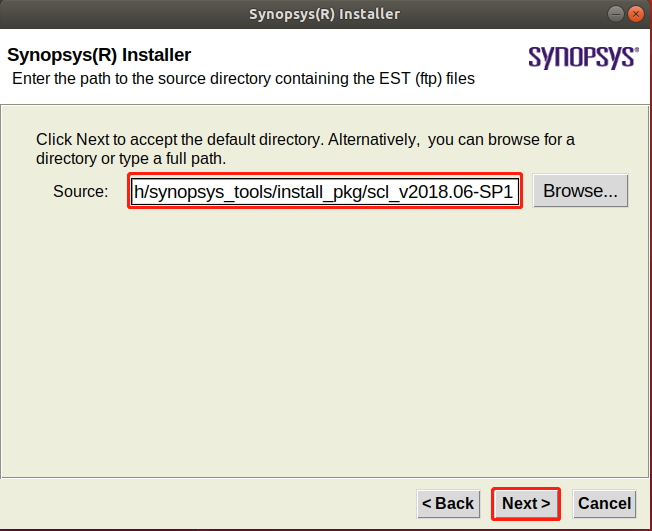 Synopsys(R) Installer
Synopsys(R) Installer
SYNOPSYS®
Enter the path to the source directory containing the EST (ftp) files
Click Next to accept the default directory. Alternatively, you can browse for a
directory or type a full path.
Source: h/synopsys_tools/install_pkg/scl_v2018.06-SP1 Browse...
< Back Next > Cancel